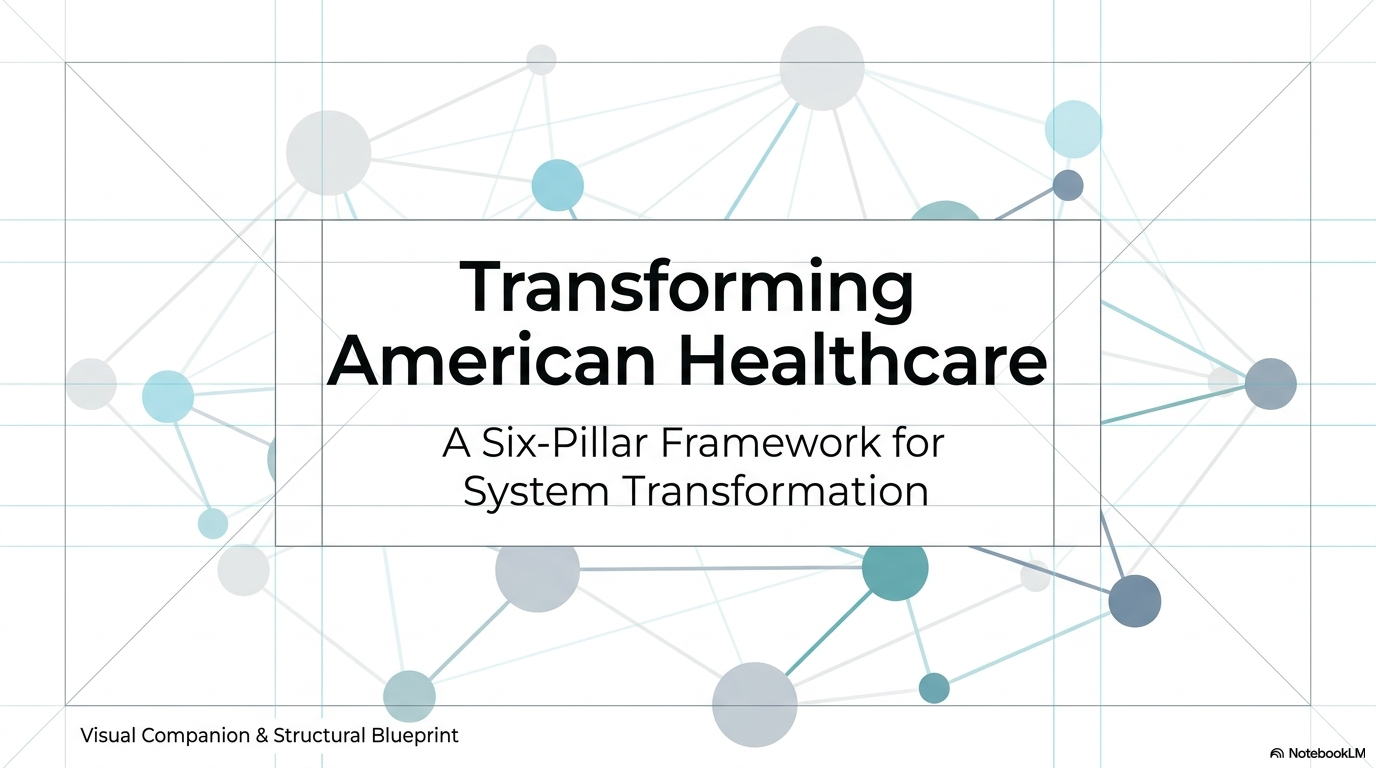 Transforming
American Healthcare
A Six-Pillar Framework for
System Transformation
Visual Companion & Structural Blueprint
NotebookLM